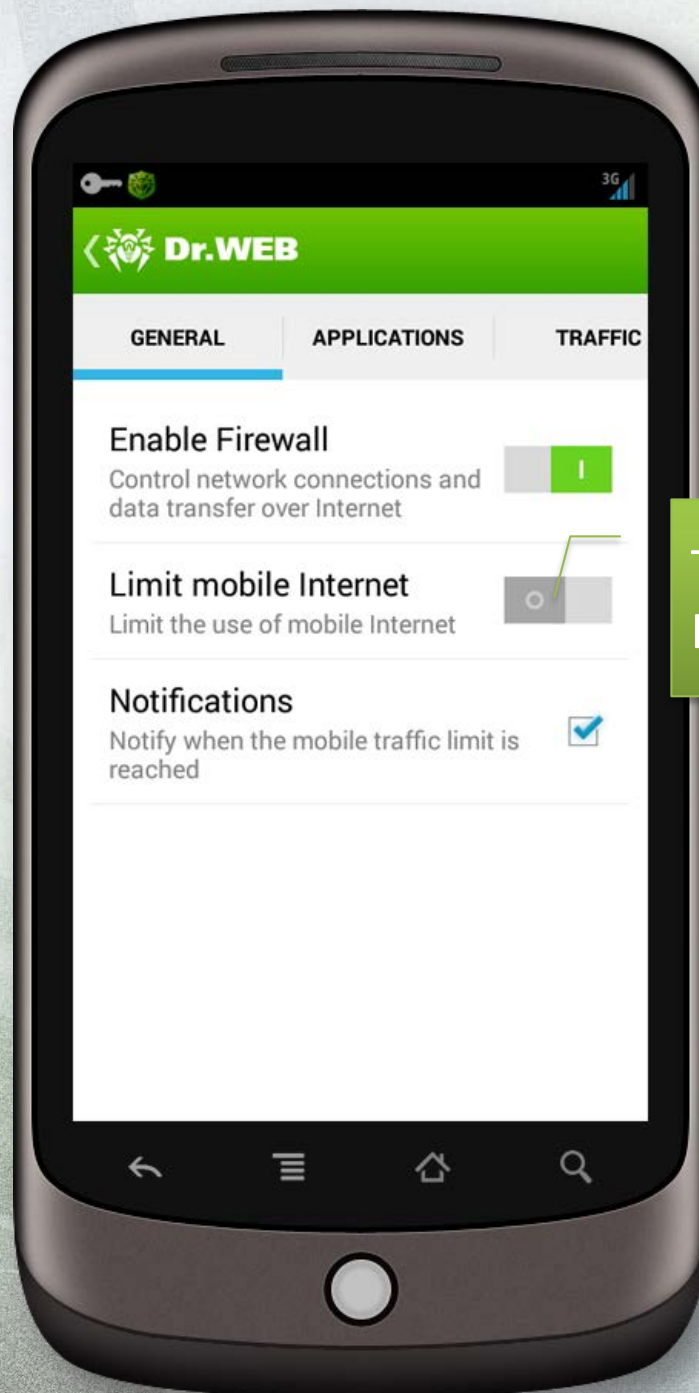 3G
Dr.WEB
GENERAL
APPLICATIONS
TRAFFIC
Enable Firewall
Control network connections and
data transfer over Internet
Limit mobile Internet
Limit the use of mobile Internet
Notifications
Notify when the mobile traffic limit is
reached